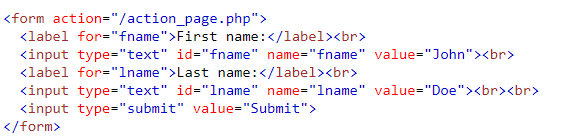 <form action="/action_page.php">
  <label for="fname">First name:</label><br>
  <input type="text" id="fname" name="fname" value="John"><br>
  <label for="lname">Last name:</label><br>
  <input type="text" id="lname" name="lname" value="Doe"><br><br>
  <input type="submit" value="Submit">
</form>